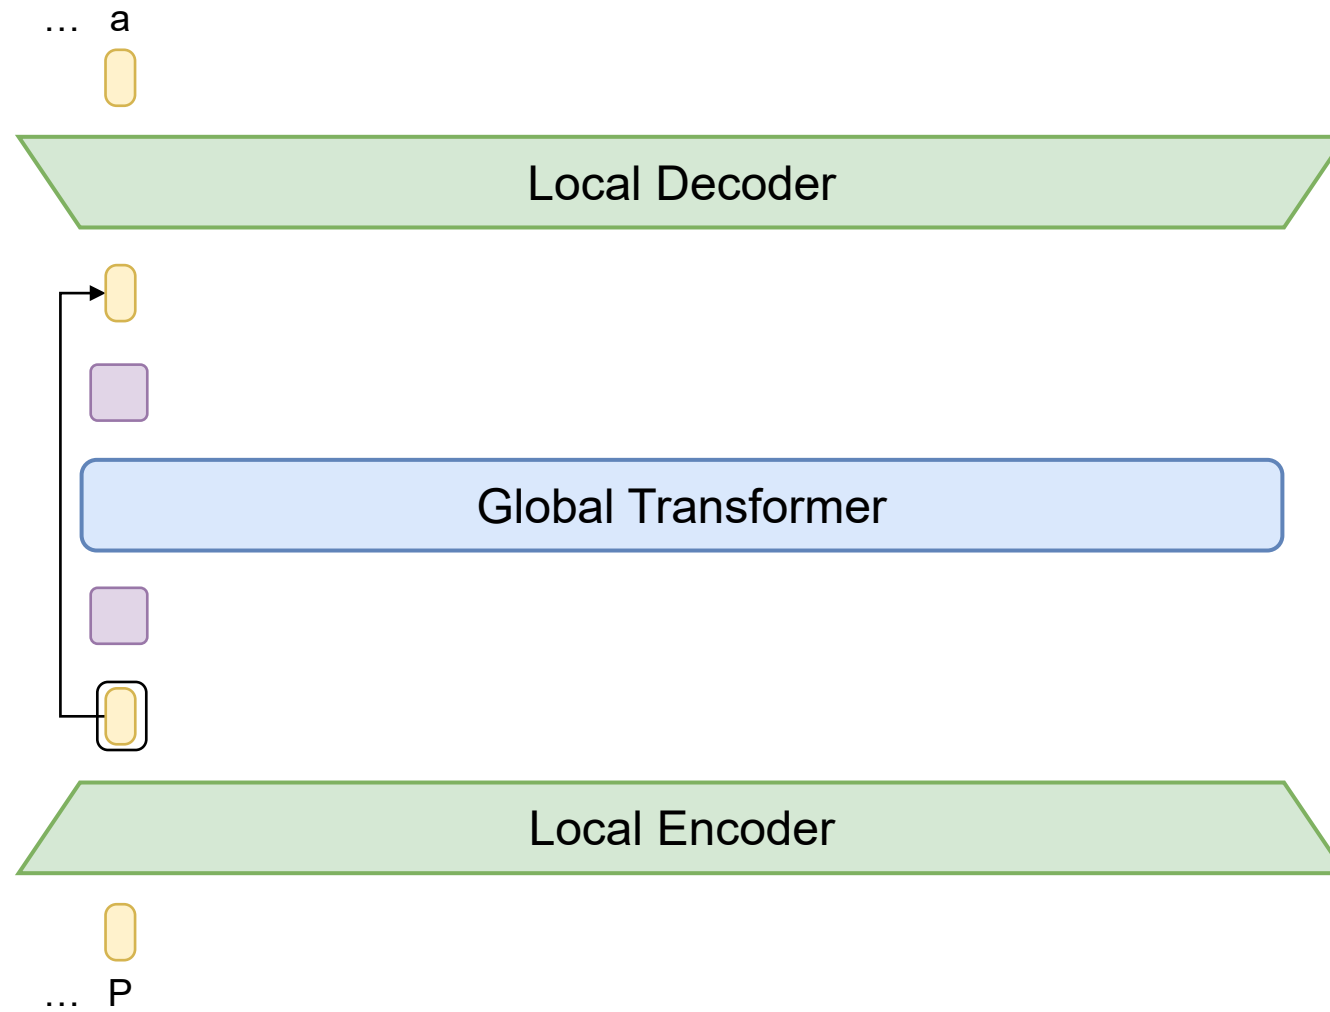 … a
Local Decoder
Global Transformer
Local Encoder
… P